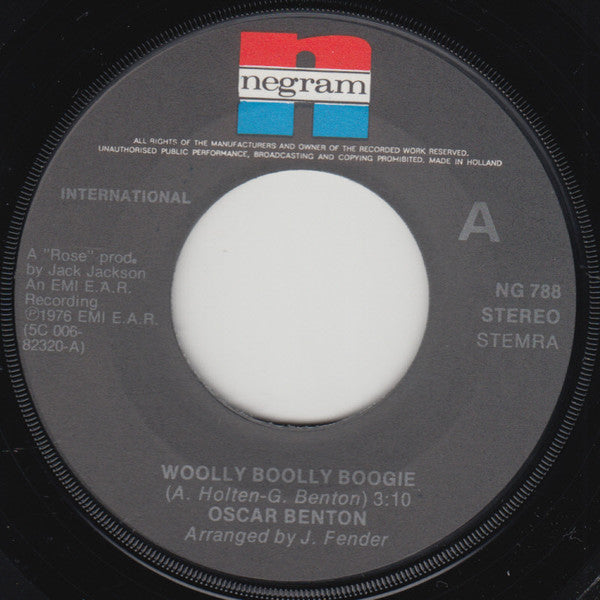 negram
ALL RIGHTS OF THE MANUFACTURERS AND OWNER OF THE RECORDED WORK RESERVED,
UNAUTHORISED PUBLIC PERFORMANCE, BROADCASTING AND COPYING PROHIBITED, MADE IN HOLLAND
INTERNATIONAL
A
A "Rose" prod.
by Jack Jackson
An EMI E.A.R.
Recording
℗1976 EMI E.A.R.
(5C 006-
82320-A)
NG 788
STEREO
STEMRA
WOOLLY BOOLLY BOOGIE
(A. Holten-G. Benton) 3:10
OSCAR BENTON
Arranged by J. Fender